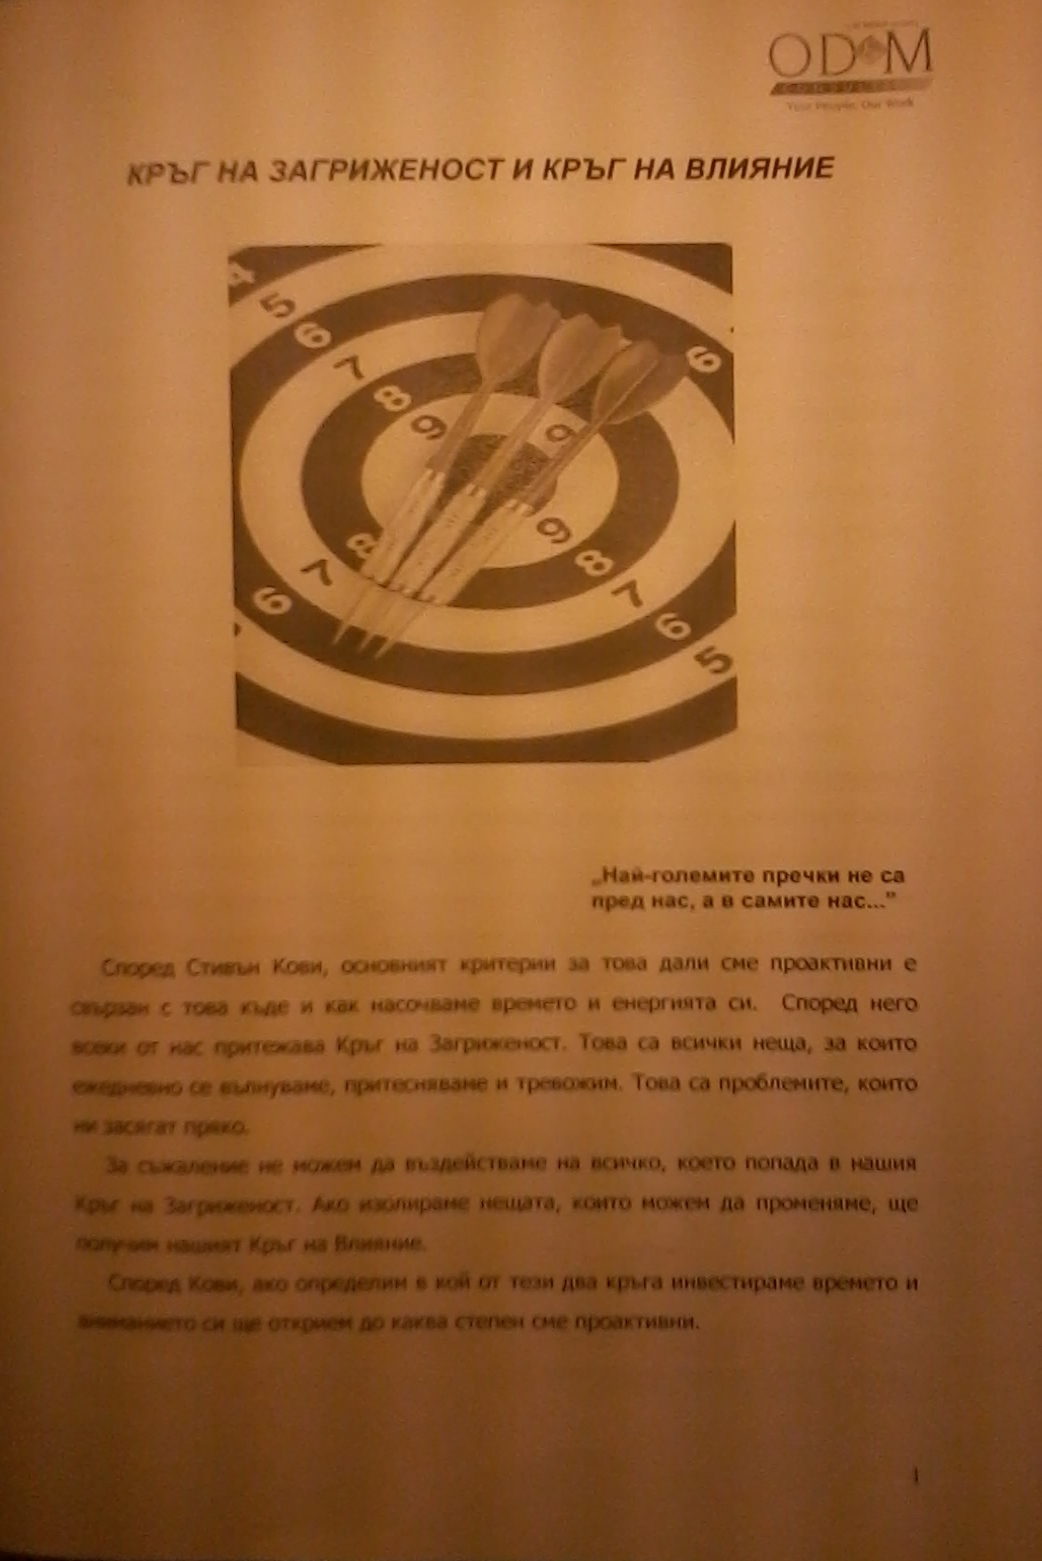 ODM
CONSULTING
Your People. Our Work
КРЪГ НА ЗАГРИЖЕНОСТ И КРЪГ НА ВЛИЯНИЕ
4
5
6
7
8
9
6
9
9
8
7
6
5
8
7
6
„Най-големите пречки не са
пред нас, а в самите нас...”
Според Стивън Кови, основният критерии за това дали сме проактивни е
свързан с това къде и как насочваме времето и енергията си. Според него
всеки от нас притежава Кръг на Загриженост. Това са всички неща, за които
ежедневно се вълнуваме, притесняваме и тревожим. Това са проблемите, които
ни засягат пряко.
За съжаление не можем да въздействаме на всичко, което попада в нашия
Кръг на Загриженост. Ако изолираме нещата, които можем да променяме, ще
получим нашият Кръг на Влияние.
Според Кови, ако определим в кой от тези два кръга инвестираме времето и
вниманието си ще открием до каква степен сме проактивни.
1